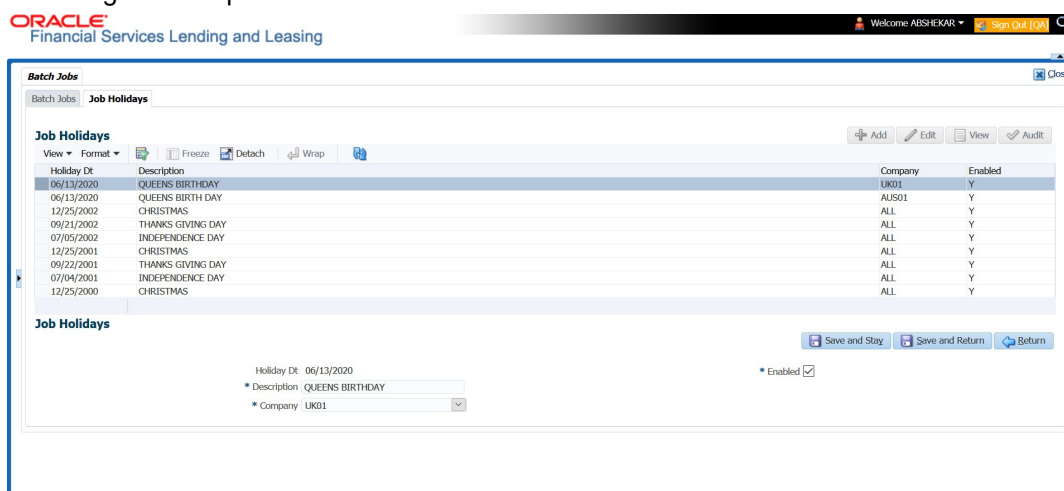 ORACLE®
Welcome ABSHEKAR Sign Out [QA]
Financial Services Lending and Leasing
Batch Jobs
Batch Jobs Job Holidays
Job Holidays
Add Edit View Audit
View Format Freeze Detach Wrap
Holiday Dt Description Company Enabled
06/13/2020 QUEENS BIRTHDAY UK01 Y
06/13/2020 QUEENS BIRTH DAY AUS01 Y
12/25/2002 CHRISTMAS ALL Y
09/21/2002 THANKS GIVING DAY ALL Y
07/05/2002 INDEPENDENCE DAY ALL Y
12/25/2001 CHRISTMAS ALL Y
09/22/2001 THANKS GIVING DAY ALL Y
07/04/2001 INDEPENDENCE DAY ALL Y
12/25/2000 CHRISTMAS ALL Y
Job Holidays
Save and Stay Save and Return Return
Holiday Dt 06/13/2020 * Enabled
* Description QUEENS BIRTHDAY
* Company UK01